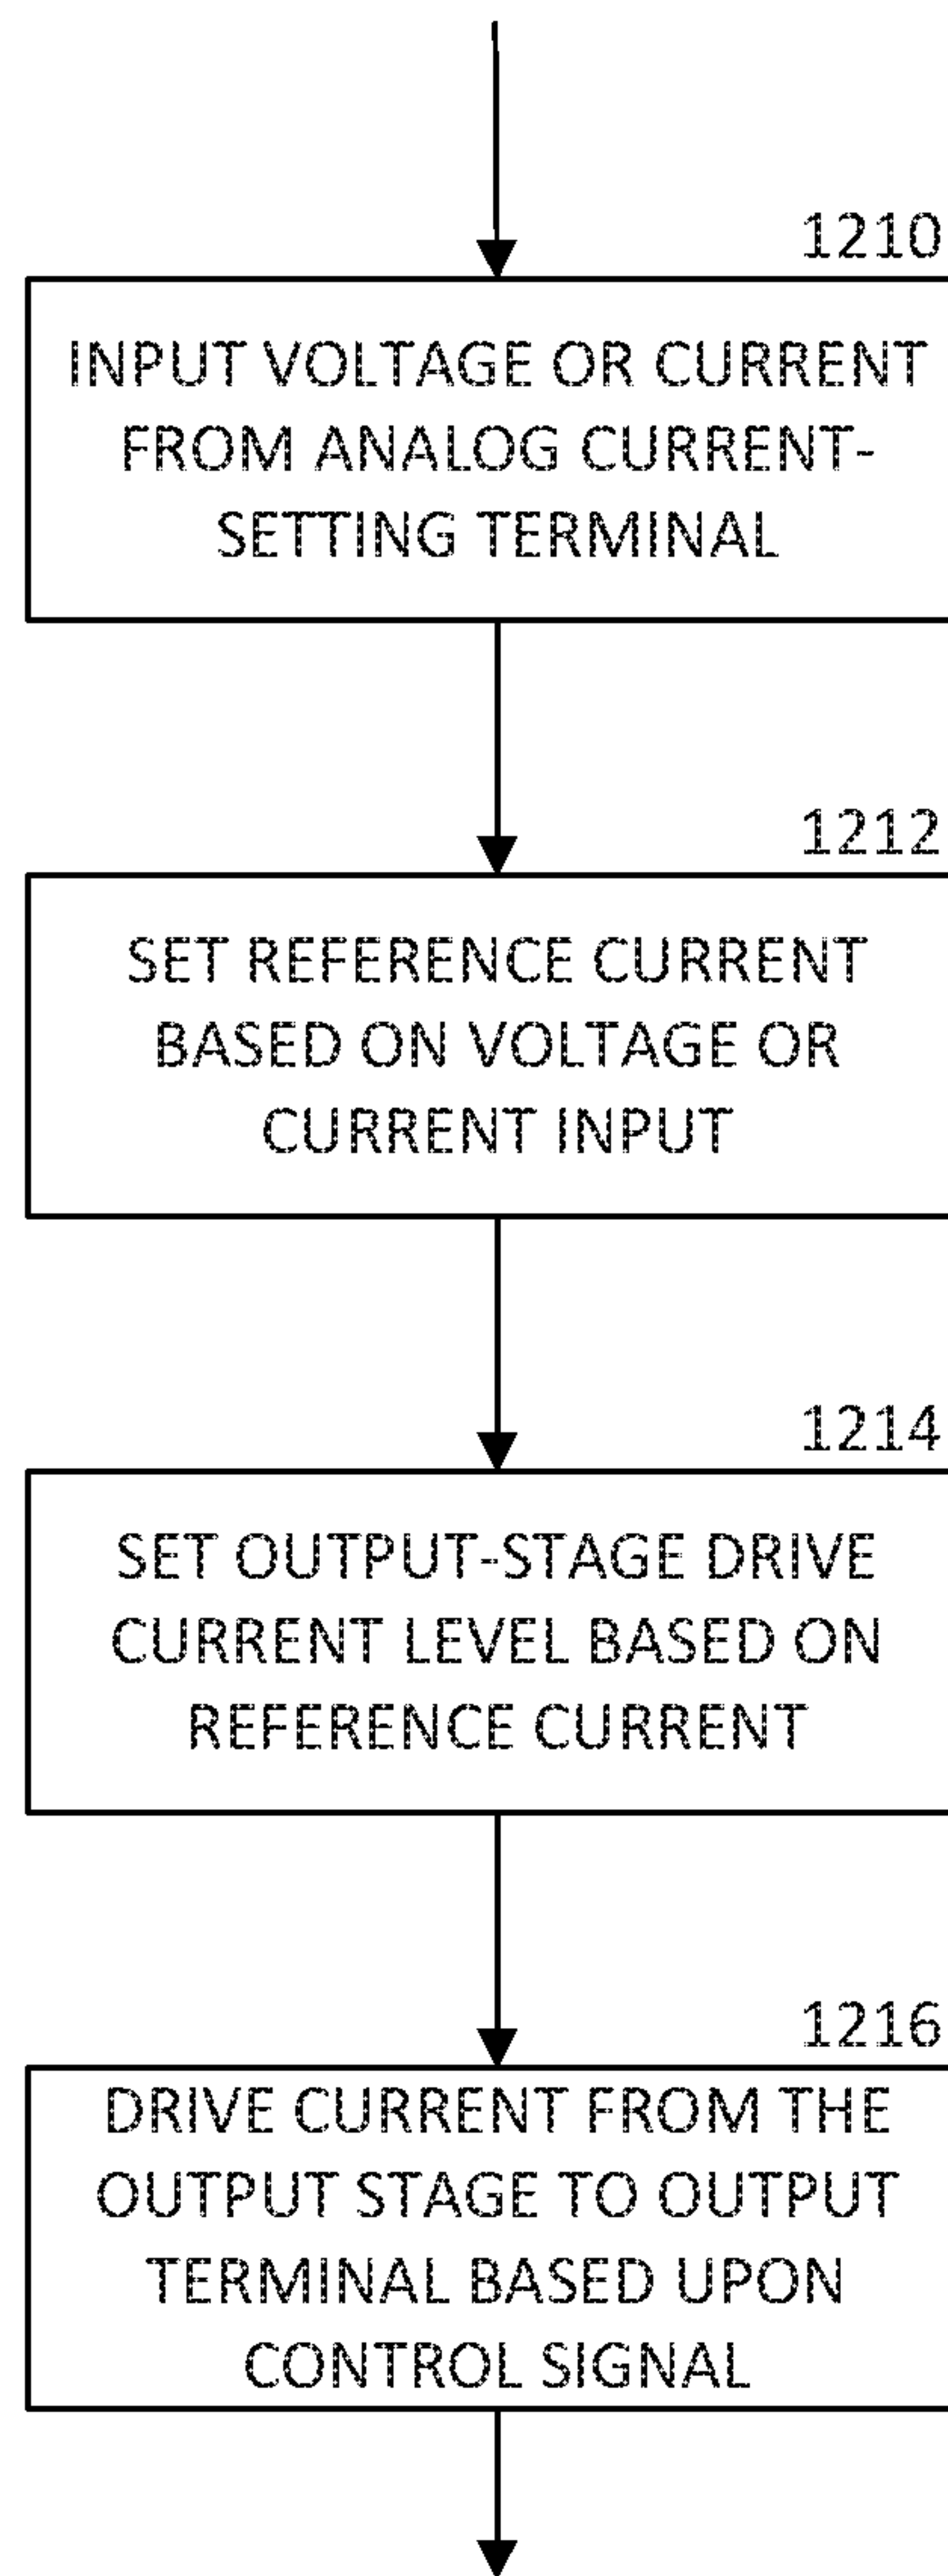 1210
INPUT VOLTAGE OR CURRENT
FROM ANALOG CURRENT-
SETTING TERMINAL
1212
SET REFERENCE CURRENT
BASED ON VOLTAGE OR
CURRENT INPUT
1214
SET OUTPUT-STAGE DRIVE
CURRENT LEVEL BASED ON
REFERENCE CURRENT
1216
DRIVE CURRENT FROM THE
OUTPUT STAGE TO OUTPUT
TERMINAL BASED UPON
CONTROL SIGNAL